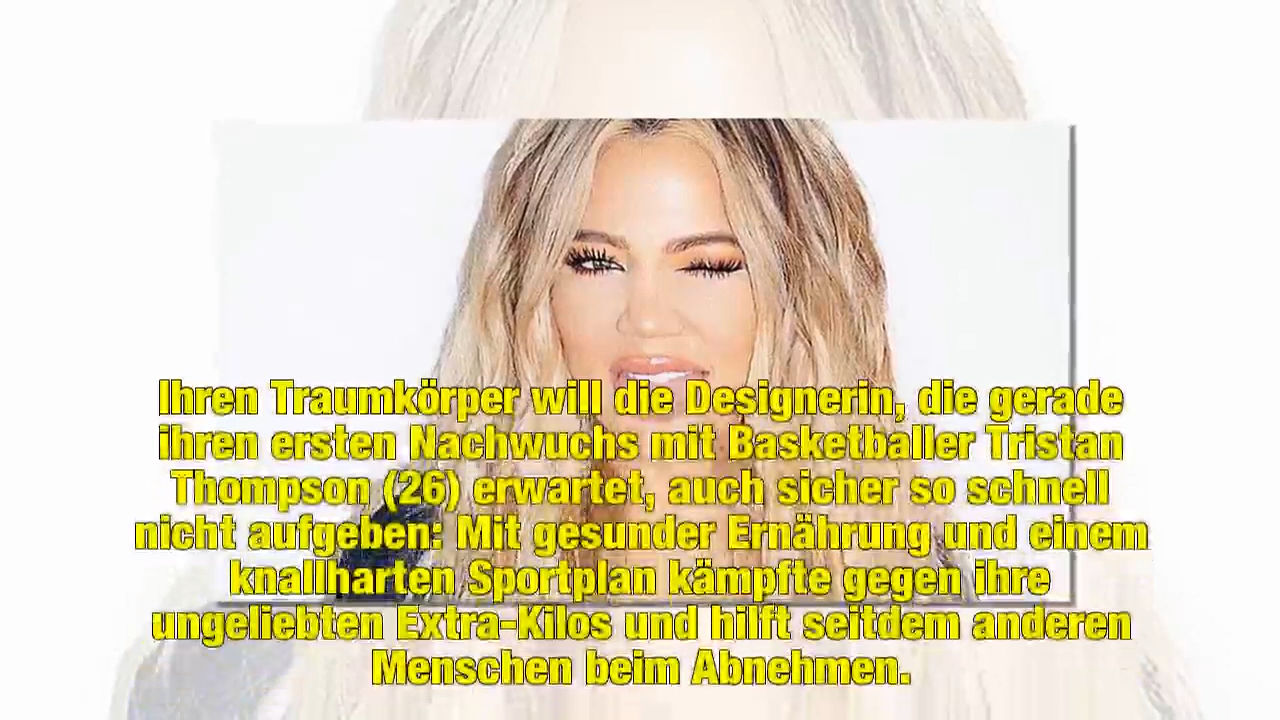 Ihren Traumkörper will die Designerin, die gerade
ihren ersten Nachwuchs mit Basketballer Tristan
Thompson (26) erwartet, auch sicher so schnell
nicht aufgeben: Mit gesunder Ernährung und einem
knallharten Sportplan kämpfte gegen ihre
ungeliebten Extra-Kilos und hilft seitdem anderen
Menschen beim Abnehmen.